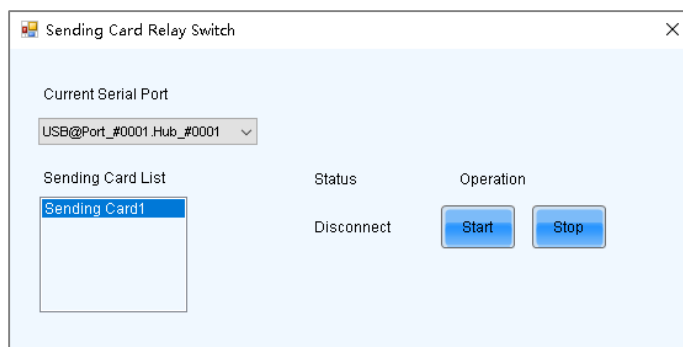 Sending Card Relay Switch
Current Serial Port
USB@Port_#0001.Hub_#0001
Sending Card List
Status
Operation
Sending Card1
Disconnect
Start
Stop